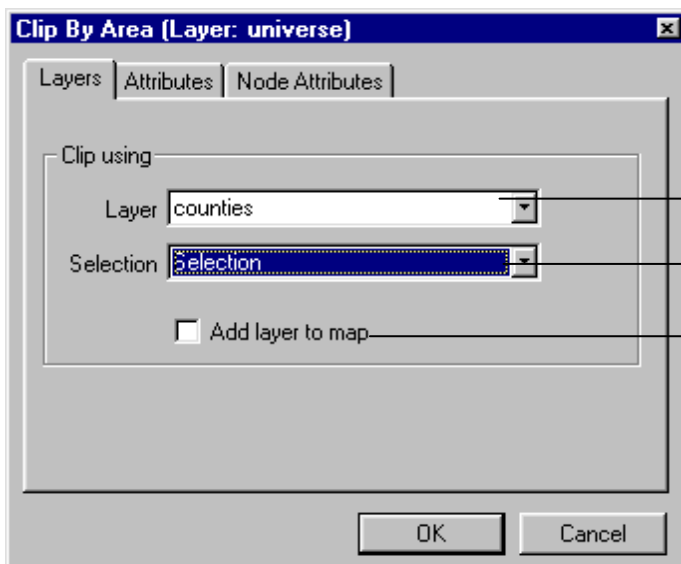 Clip By Area (Layer: universe)
Layers Attributes Node Attributes
Clip using
Layer counties
Selection Selection
Add layer to map
OK Cancel